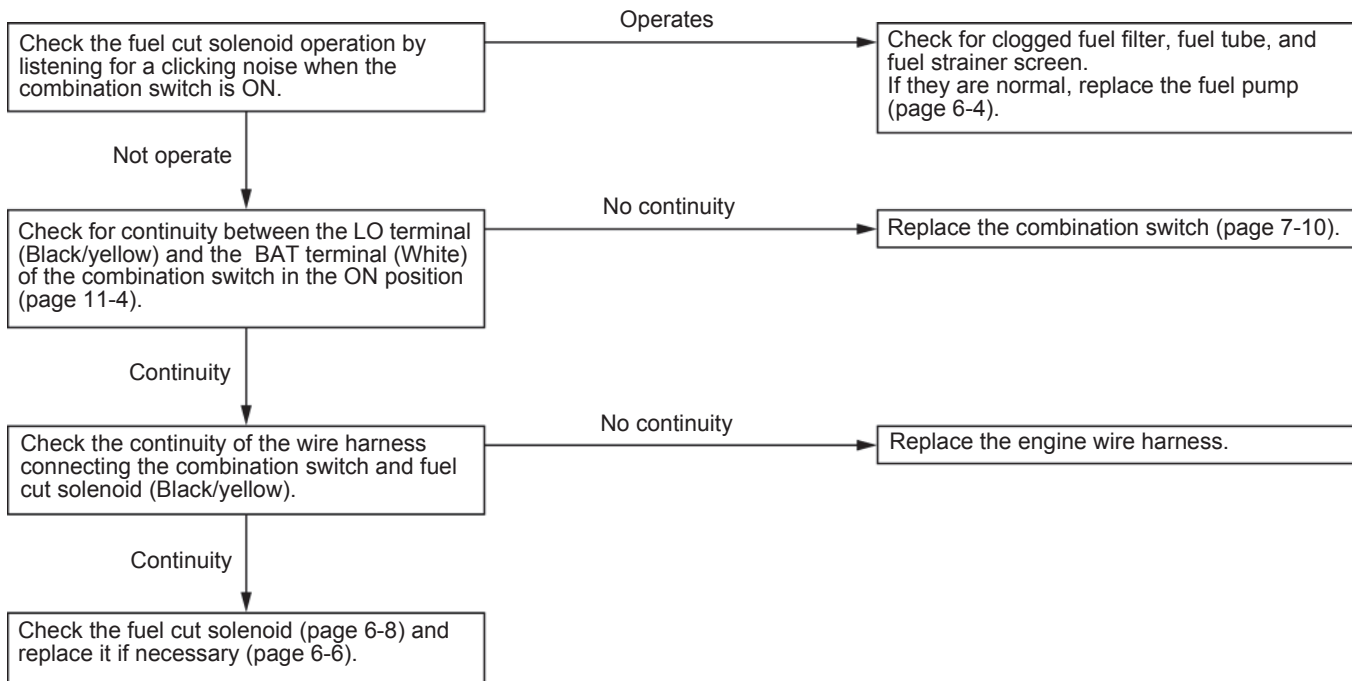 Operates
Check the fuel cut solenoid operation by
listening for a clicking noise when the
combination switch is ON.
Check for clogged fuel filter, fuel tube, and
fuel strainer screen.
If they are normal, replace the fuel pump
(page 6-4).
Not operate
Check for continuity between the LO terminal
(Black/yellow) and the BAT terminal (White)
of the combination switch in the ON position
(page 11-4).
No continuity
Replace the combination switch (page 7-10).
Continuity
Check the continuity of the wire harness
connecting the combination switch and fuel
cut solenoid (Black/yellow).
No continuity
Replace the engine wire harness.
Continuity
Check the fuel cut solenoid (page 6-8) and
replace it if necessary (page 6-6).